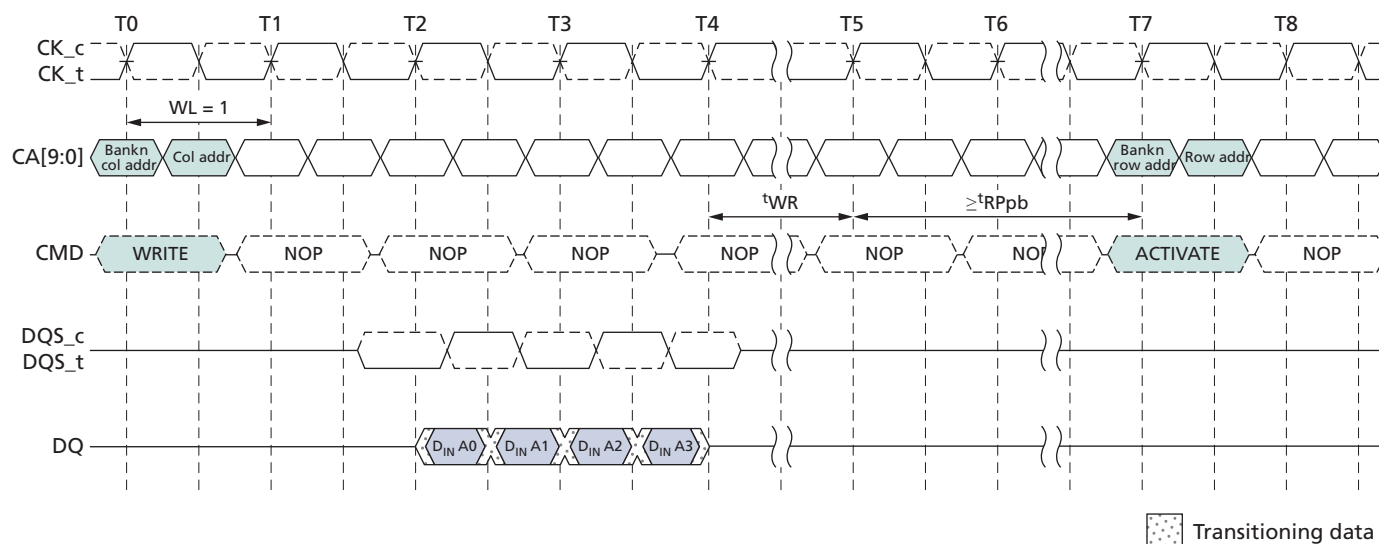 T0 T1 T2 T3 T4 T5 T6 T7 T8
CK_c
CK_t
WL = 1
CA[9:0] Bankn col addr Col addr Bankn row addr Row addr
tWR ≥tRPpb
CMD WRITE NOP NOP NOP NOP NOP NOP ACTIVATE NOP
DQS_c
DQS_t
DQ DIN A0 DIN A1 DIN A2 DIN A3
Transitioning data